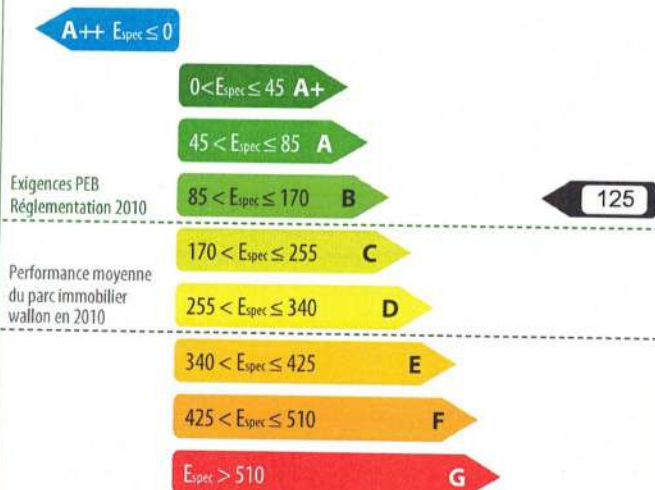 A++ Espec ≤ 0
0 < Espec ≤ 45 A+
45 < Espec ≤ 85 A
Exigences PEB
Réglementation 2010
85 < Espec ≤ 170 B
125
170 < Espec ≤ 255 C
Performance moyenne
du parc immobilier
wallon en 2010
255 < Espec ≤ 340 D
340 < Espec ≤ 425 E
425 < Espec ≤ 510 F
Espec > 510 G